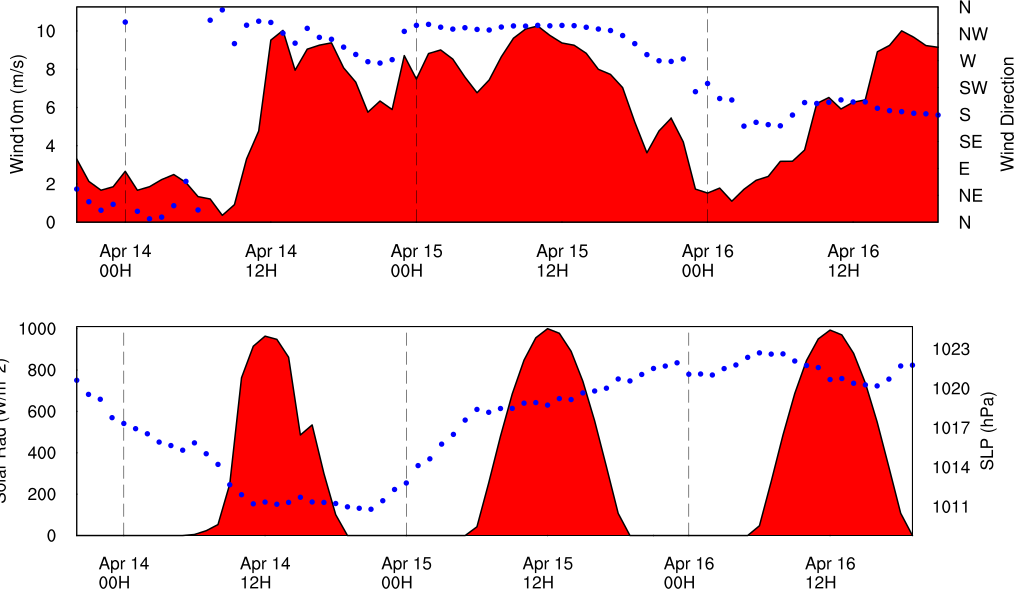 N
10
NW
8
W
SW
6
S
4
SE
E
2
NE
0
N
Wind10m (m/s)
Wind Direction
Apr 14 Apr 14 Apr 15 Apr 15 Apr 16 Apr 16
00H 12H 00H 12H 00H 12H
1000
1023
800
1020
600
1017
400
1014
200
1011
0
Rad
SLP (hPa)
Apr 14 Apr 14 Apr 15 Apr 15 Apr 16 Apr 16
00H 12H 00H 12H 00H 12H